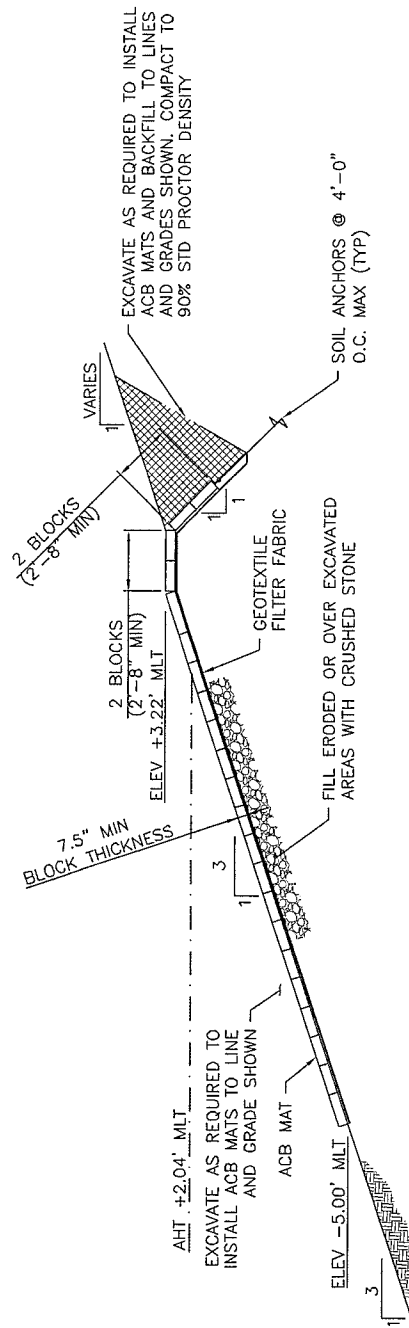 2 BLOCKS
(2'-8" MIN)
VARIES
1
EXCAVATE AS REQUIRED TO INSTALL
ACB MATS AND BACKFILL TO LINES
AND GRADES SHOWN. COMPACT TO
90% STD PROCTOR DENSITY
2 BLOCKS
(2'-8" MIN)
ELEV +3.22' MLT
1
1
SOIL ANCHORS @ 4'-0"
O.C. MAX (TYP)
7.5" MIN
BLOCK THICKNESS
GEOTEXTILE
FILTER FABRIC
3
1
FILL ERODED OR OVER EXCAVATED
AREAS WITH CRUSHED STONE
AHT +2.04' MLT
EXCAVATE AS REQUIRED TO
INSTALL ACB MATS TO LINE
AND GRADE SHOWN
ACB MAT
ELEV -5.00' MLT
3
1